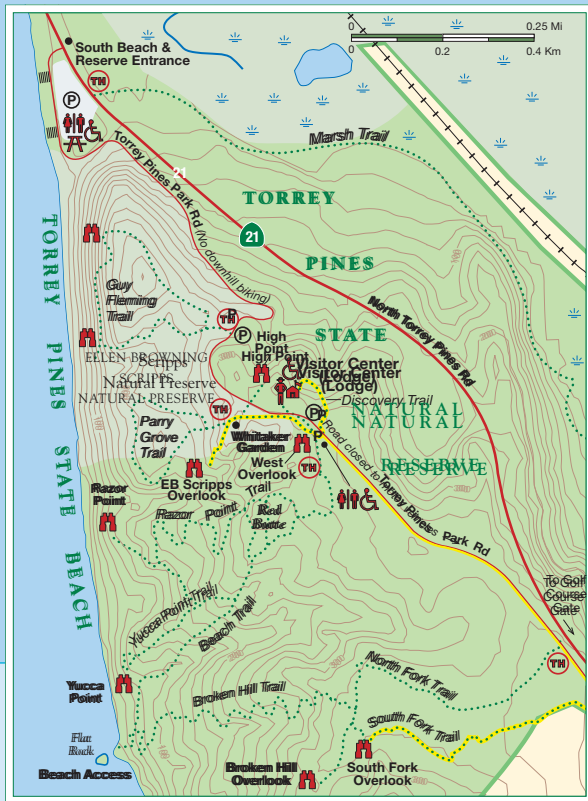 0 0.25 Mi
0 0.2 0.4 Km
South Beach &
Reserve Entrance
TH
P
Marsh Trail
Torrey Pines Park Rd
(No downhill biking)
21
21
TORREY
PINES
STATE
NATURAL
NATURAL
RESERVE
RESERVE
North Torrey Pines Rd
TORREY PINES STATE BEACH
Guy
Fleming
Trail
TH
P
P
High
Point
High Point
EELEN BROWNING
Scripps
SCRIPPS
Natural Preserve
NATURAL PRESERVE
Visitor Center
Visitor Center
(Lodge)
(Lodge)
Discovery Trail
TH
P
P
P
Parry
Grove
Trail
Whitaker
Garden
West
Overlook
TH
Road closed to
EB Scripps
Overlook
Razor
Point
Razor Point Trail
Red
Butte
Torrey Pines Park Rd
To Golf
Course
Gate
TH
Yucca Point Trail
Beach Trail
Yucca
Point
Broken Hill Trail
North Fork Trail
South Fork Trail
Flat
Rock
Beach Access
Broken Hill
Overlook
South Fork
Overlook